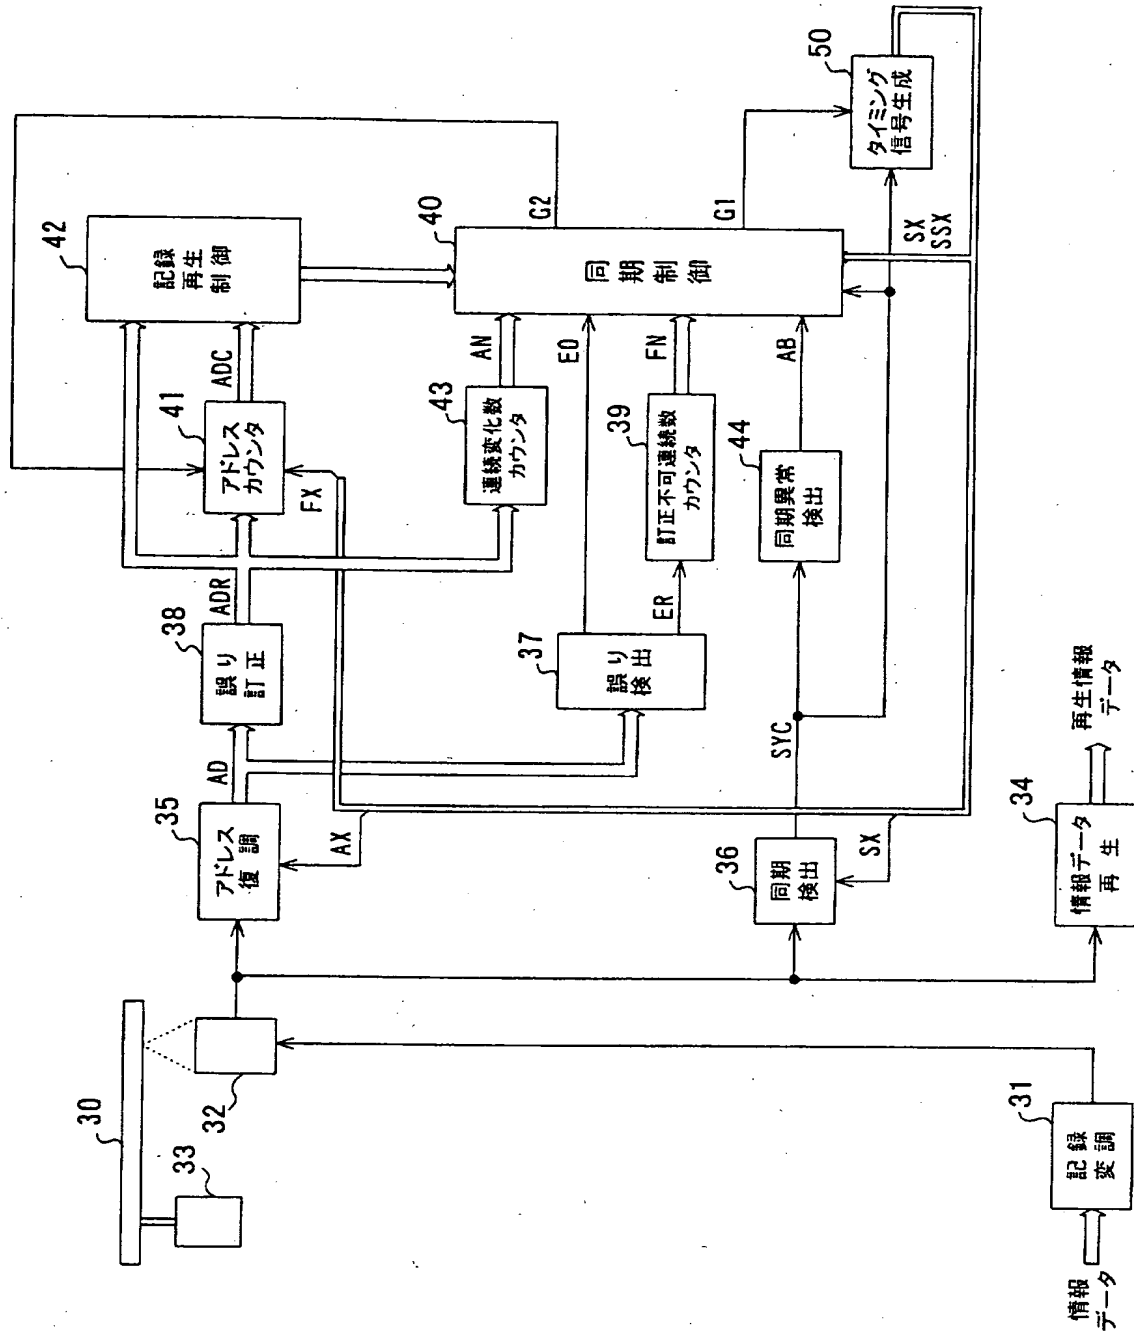 30
33
32
情報
データ
31
記録
変調
35
アドレス
復調
AD
AX
38
誤り
訂正
ADR
41
アドレス
カウンタ
FX
ADC
42
記録
再生
制御
43
連続変化数
カウンタ
AN
37
誤り
検出
EO
ER
39
訂正不可連続数
カウンタ
FN
36
同期
検出
SX
SYC
44
同期異常
検出
AB
40
同期制御
G2
G1
50
タイミング
信号生成
SX
SSX
34
情報データ
再生
再生情報
データ